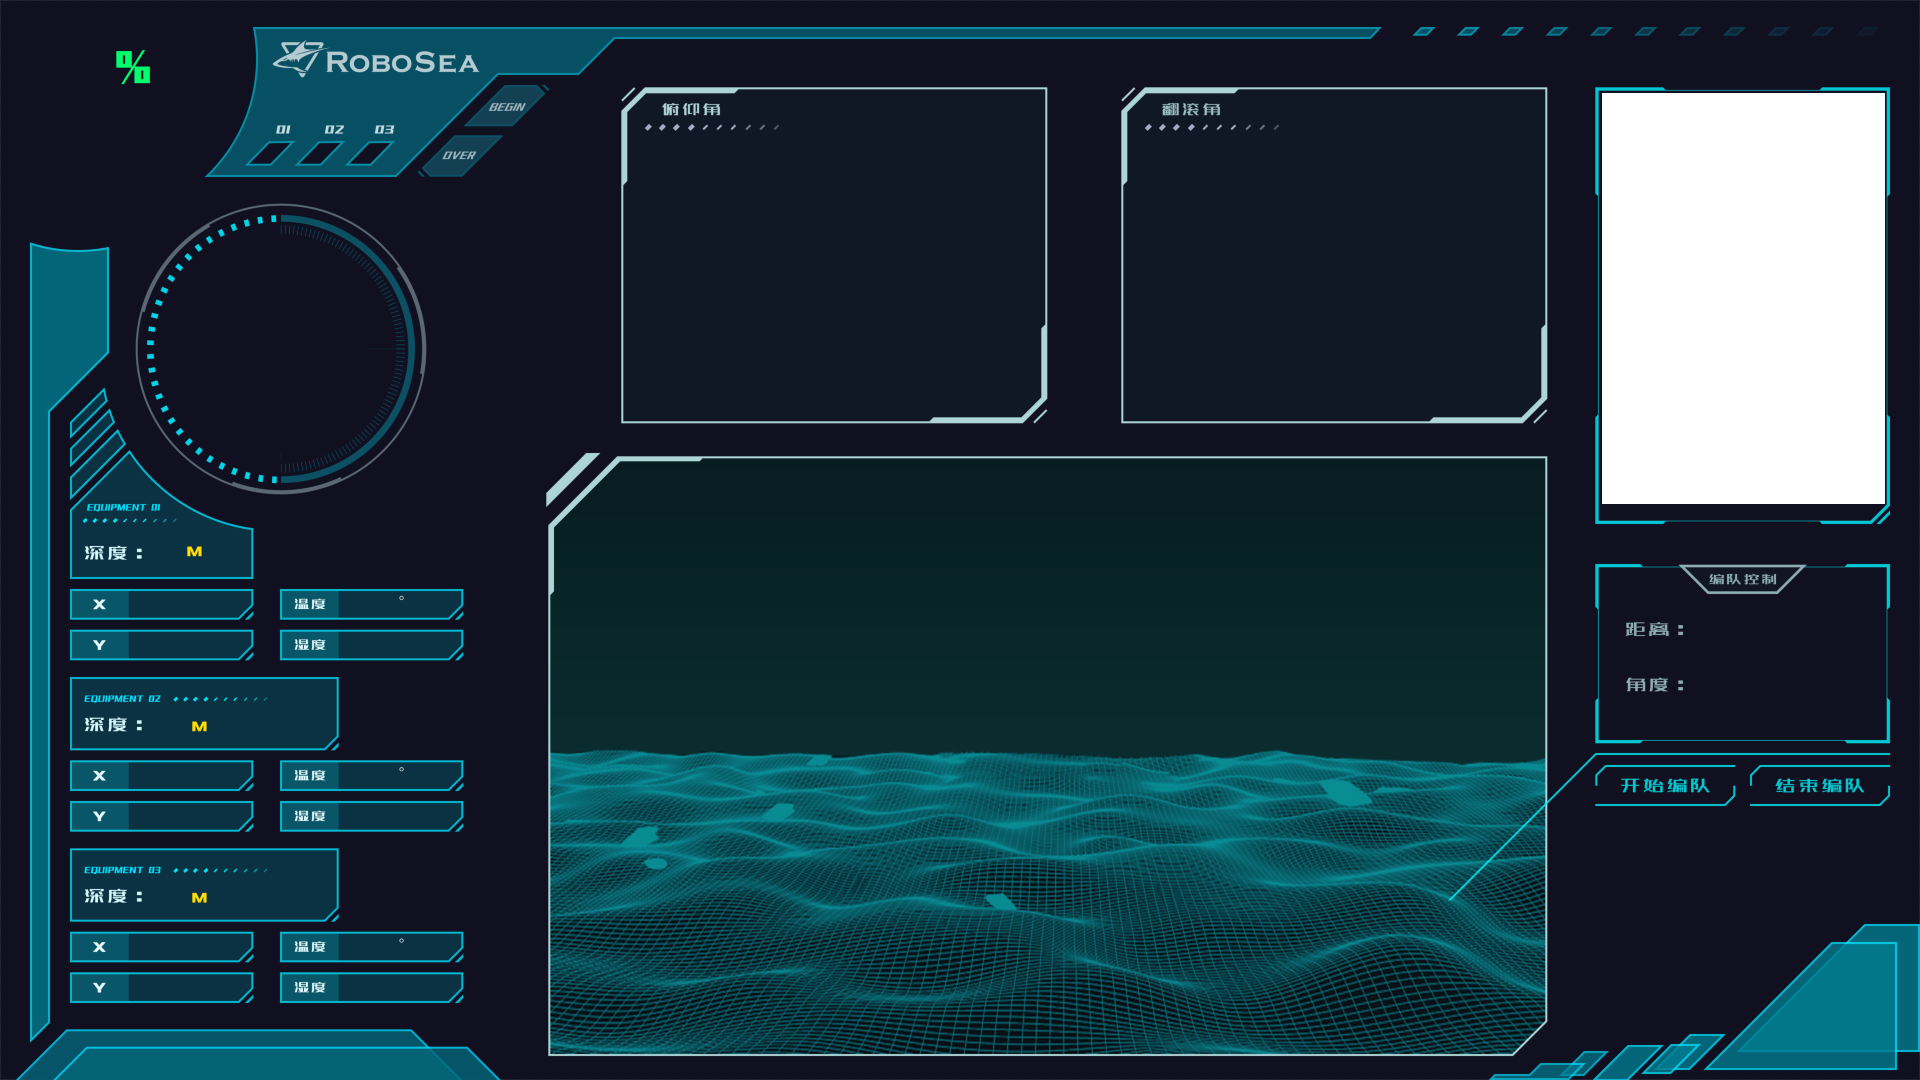 %
ROBOSEA
BEGIN
01 02 03
OVER
俯仰角
翻滚角
EQUIPMENT 01
深度： M
X
温度 °
Y
湿度
EQUIPMENT 02
深度： M
X
温度 °
Y
湿度
EQUIPMENT 03
深度： M
X
温度 °
Y
湿度
编队控制
距离：
角度：
开始编队
结束编队